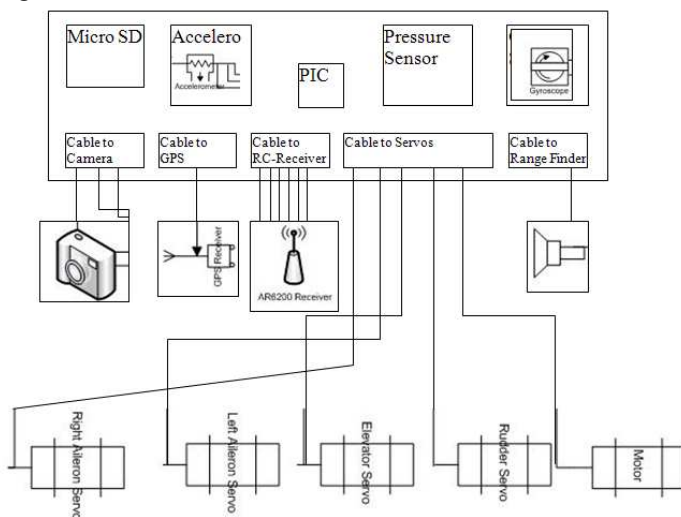 Micro SD
Accelero
Accelerometer
PIC
Pressure
Sensor
Gyroscope
Cable to
Camera
Cable to
GPS
Cable to
RC-Receiver
Cable to Servos
Cable to
Range Finder
GPS Receiver
AR6200 Receiver
Right Aileron Servo
Left Aileron Servo
Elevator Servo
Rudder Servo
Motor